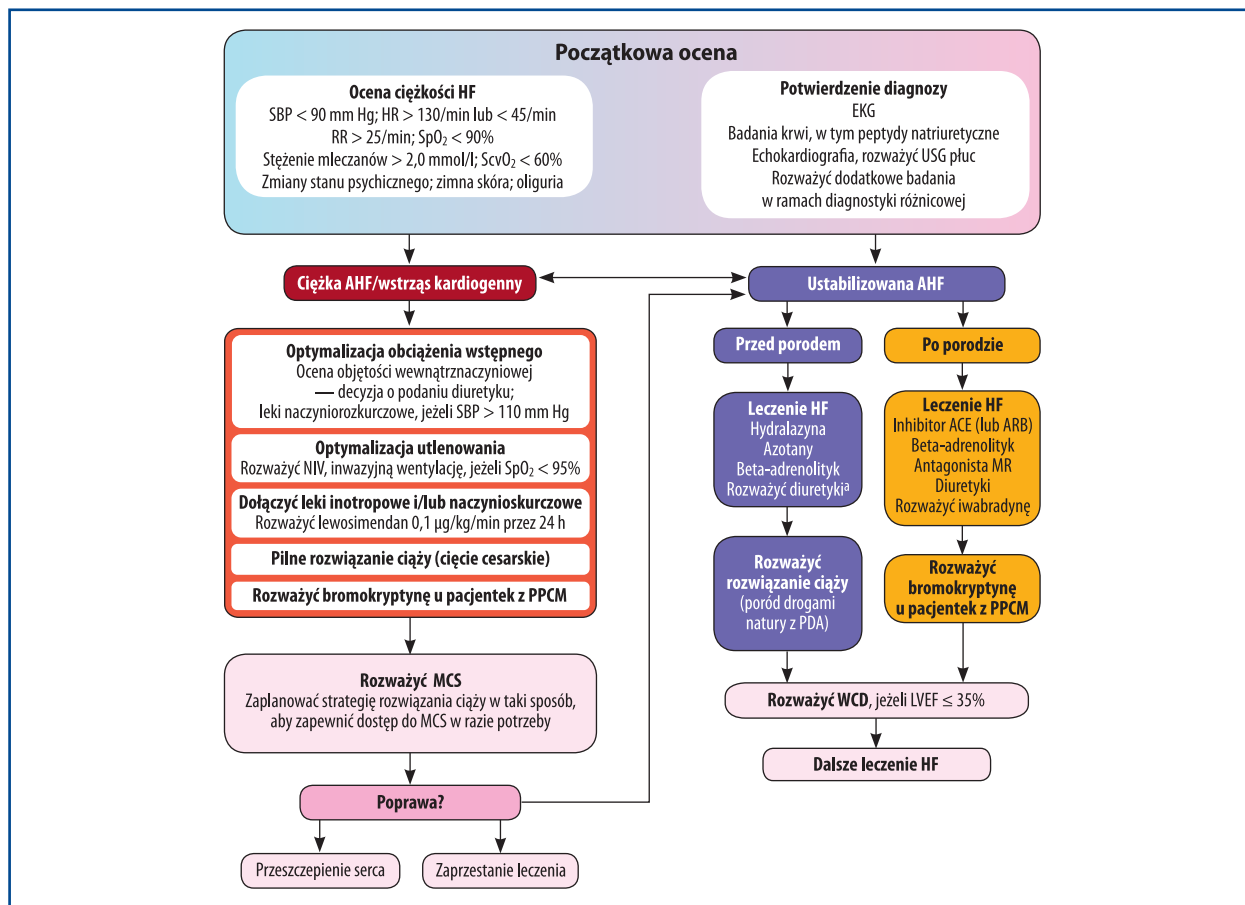 Początkowa ocena
Ocena ciężkości HF
SBP < 90 mm Hg; HR > 130/min lub < 45/min
RR > 25/min; SpO₂ < 90%
Stężenie mleczanów > 2,0 mmol/l; ScvO₂ < 60%
Zmiany stanu psychicznego; zimna skóra; oliguria
Potwierdzenie diagnozy
EKG
Badania krwi, w tym peptydy natriuretyczne
Echokardiografa, rozważyć USG płuc
Rozważyć dodatkowe badania
w ramach diagnostyki różnicowej
Ciężka AHF/wstrząs kardiogenny
Optymalizacja obciążenia wstępnego
Ocena objętości wewnątrznaczyniowej
— decyzja o podaniu diuretyku;
leki naczyniorozkurczowe, jeżeli SBP > 110 mm Hg
Optymalizacja utlenowania
Rozważyć NIV, inwazyjną wentylację, jeżeli SpO₂ < 95%
Dołączyć leki inotropowe i/lub naczynioskurczowe
Rozważyć lewosimendan 0,1 µg/kg/min przez 24 h
Pilne rozwiązanie ciąży (cięcie cesarskie)
Rozważyć bromokryptynę u pacjentek z PPCM
Rozważyć MCS
Zaplanować strategię rozwiązania ciąży w taki sposób,
aby zapewnić dostęp do MCS w razie potrzeby
Poprawa?
Przeszczepienie serca
Zaprzestanie leczenia
Ustabilizowana AHF
Przed porodem
Leczenie HF
Hydralazyna
Azotany
Beta-adrenolityk
Rozważyć diuretykiᵃ
Rozważyć
rozwiązanie ciąży
(poród drogami
natury z PDA)
Po porodzie
Leczenie HF
Inhibitor ACE (lub ARB)
Beta-adrenolityk
Antagonista MR
Diuretyki
Rozważyć iwabradynę
Rozważyć
bromokryptynę
u pacjentek z PPCM
Rozważyć WCD, jeżeli LVEF ≤ 35%
Dalsze leczenie HF